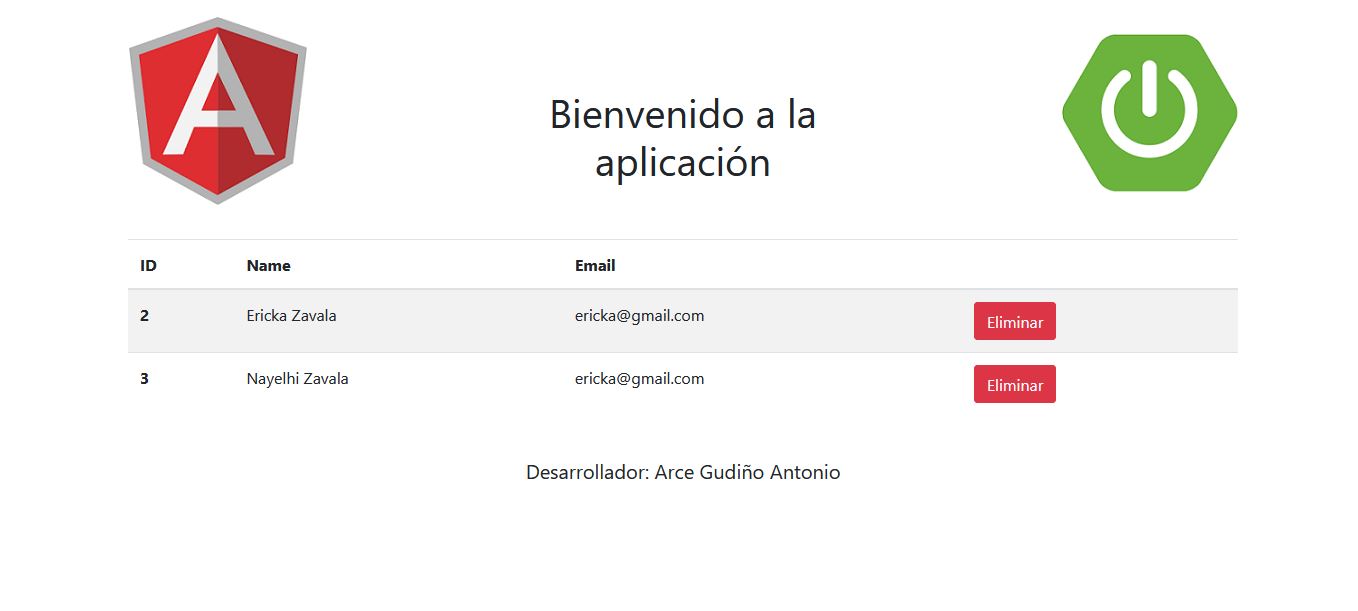 Bienvenido a la
aplicación
ID Name Email
2 Ericka Zavala ericka@gmail.com Eliminar
3 Nayelhi Zavala ericka@gmail.com Eliminar
Desarrollador: Arce Gudiño Antonio